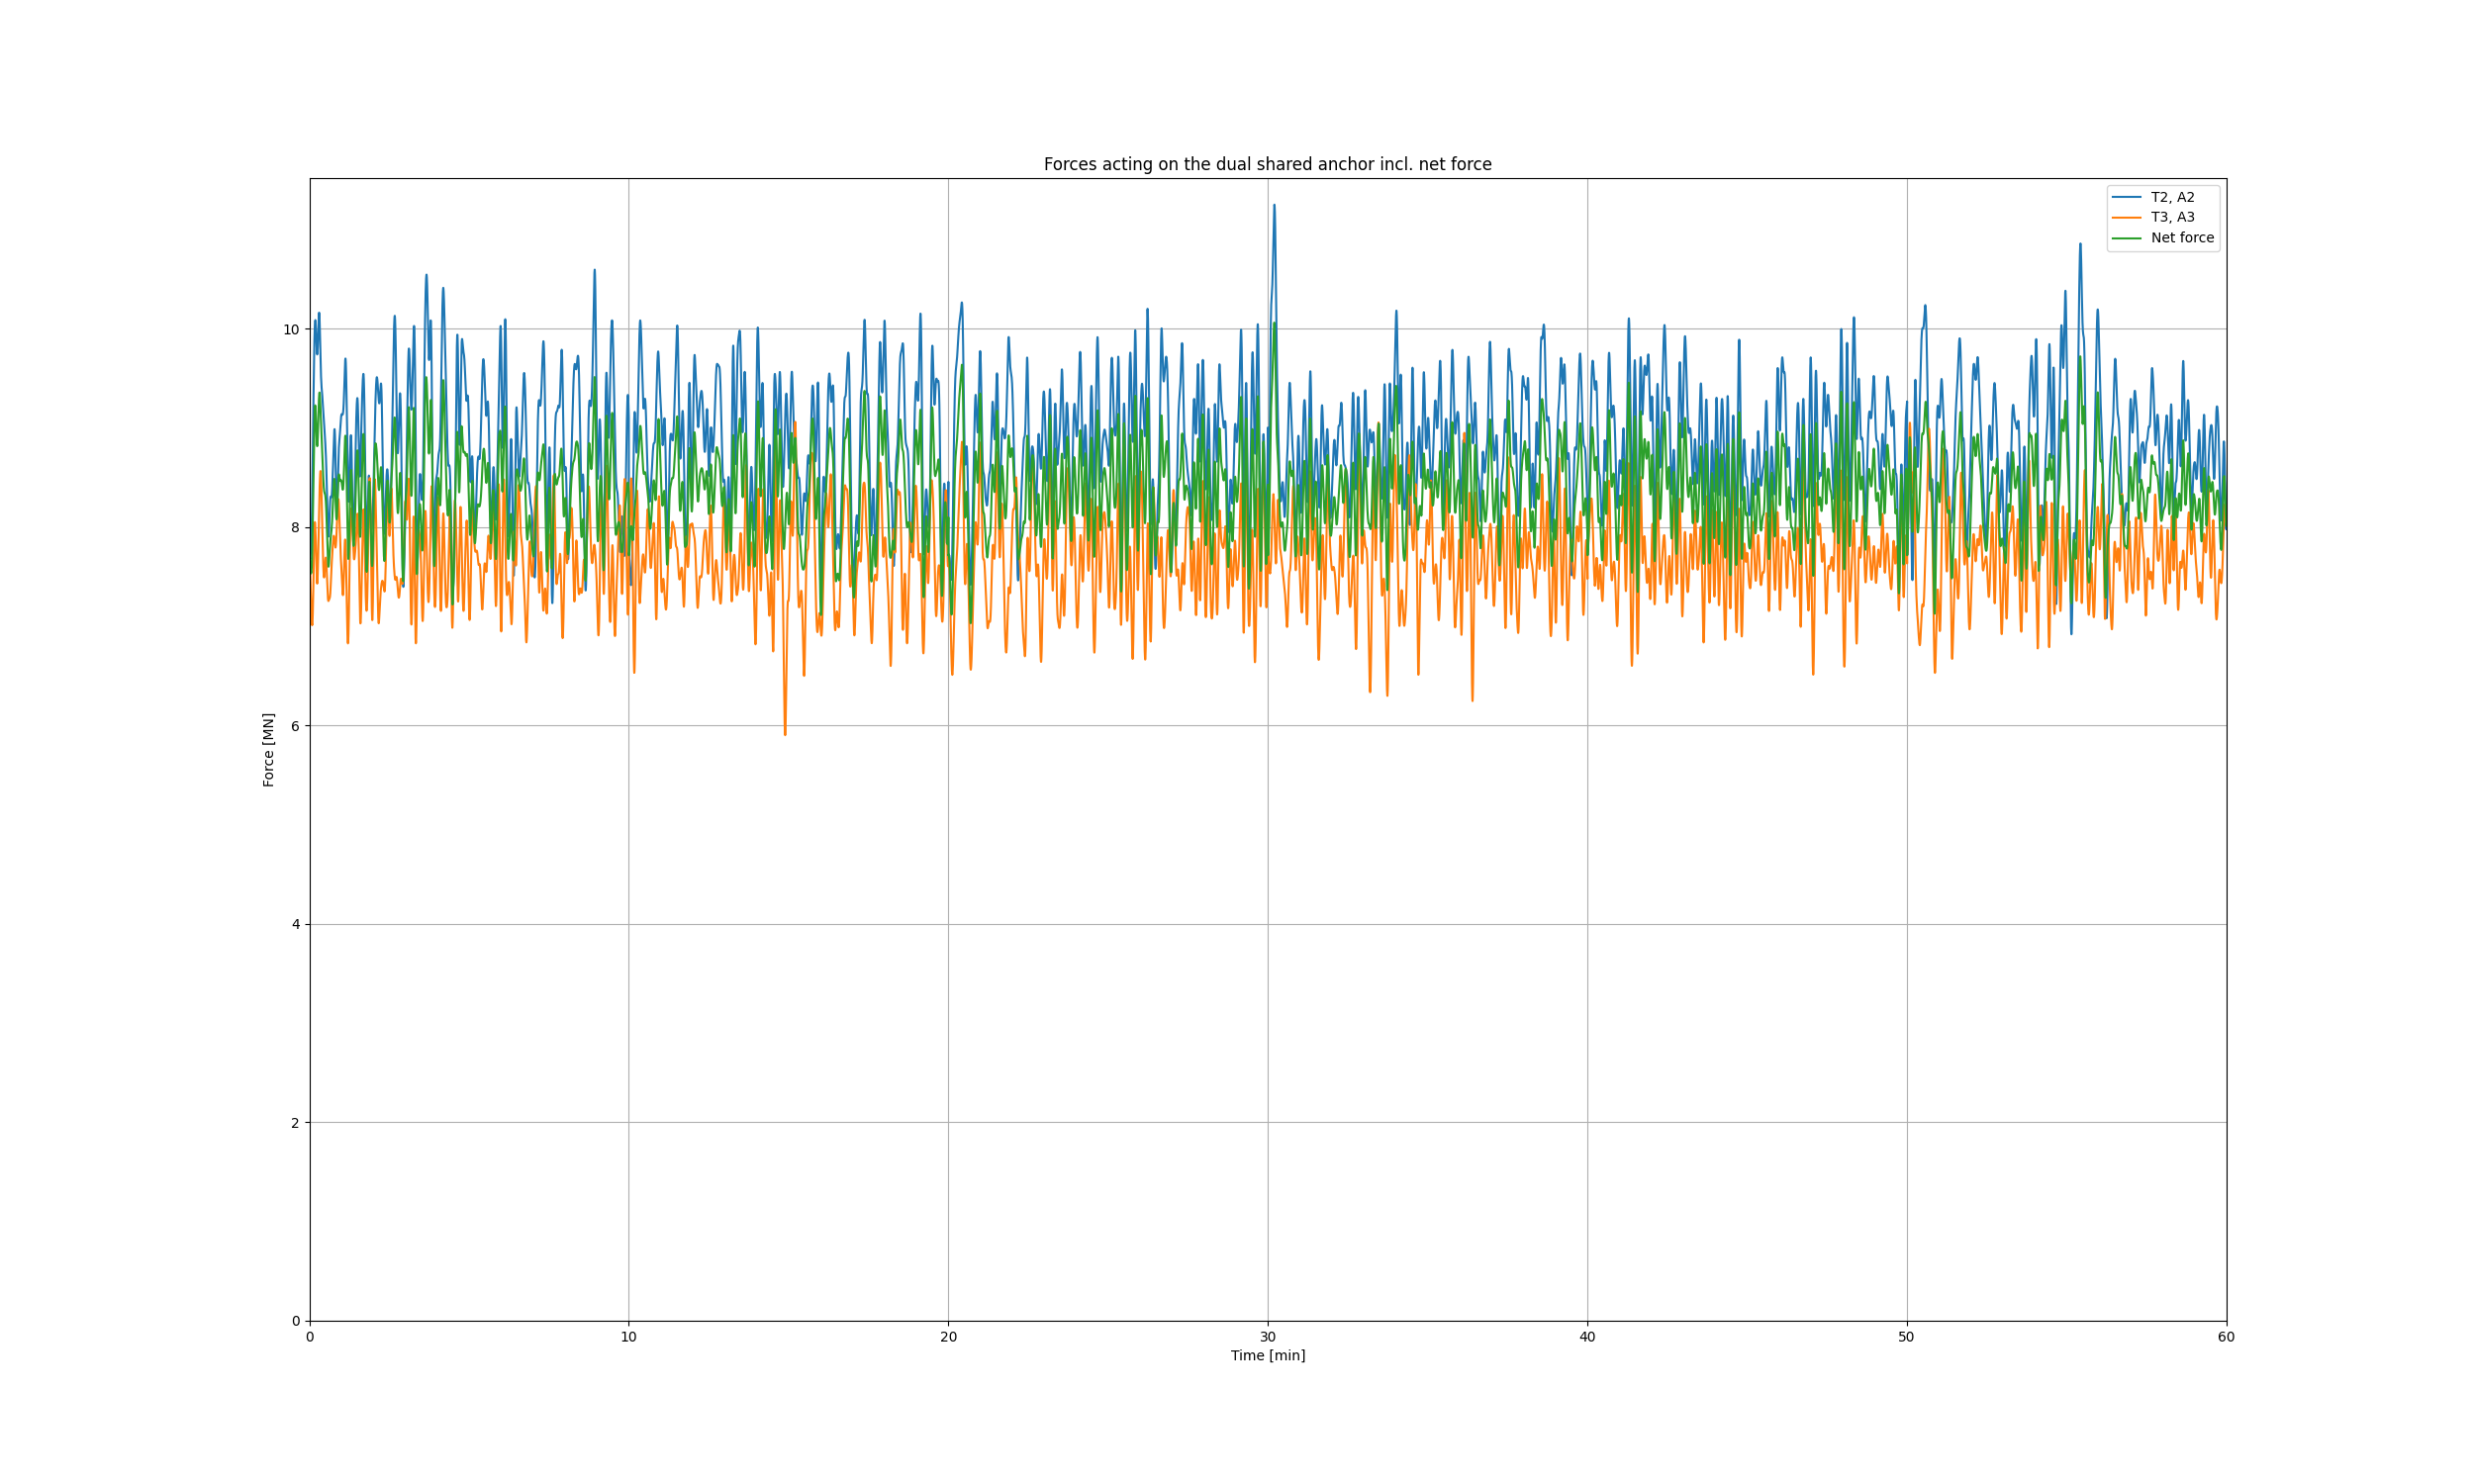 Forces acting on the dual shared anchor incl. net force
T2, A2
T3, A3
Net force
10
8
6
4
2
0
Force [MN]
0 10 20 30 40 50 60
Time [min]